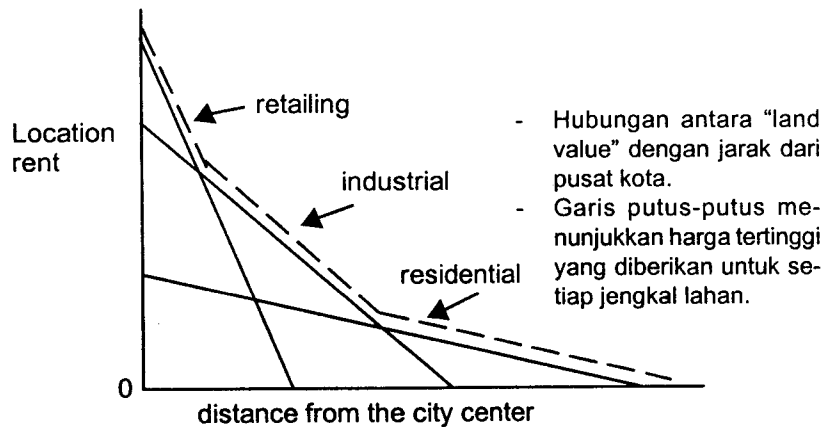 Location
rent
retailing
industrial
residential
0
distance from the city center
- Hubungan antara “land
value” dengan jarak dari
pusat kota.
- Garis putus-putus me-
nunjukkan harga tertinggi
yang diberikan untuk se-
tiap jengkal lahan.